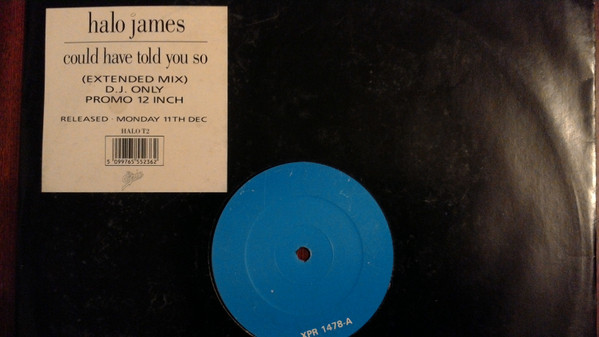 halo james
could have told you so
(EXTENDED MIX)
D.J. ONLY
PROMO 12 INCH
RELEASED · MONDAY 11TH DEC
HALO T2
5 099765 552362
XPR 1478-A